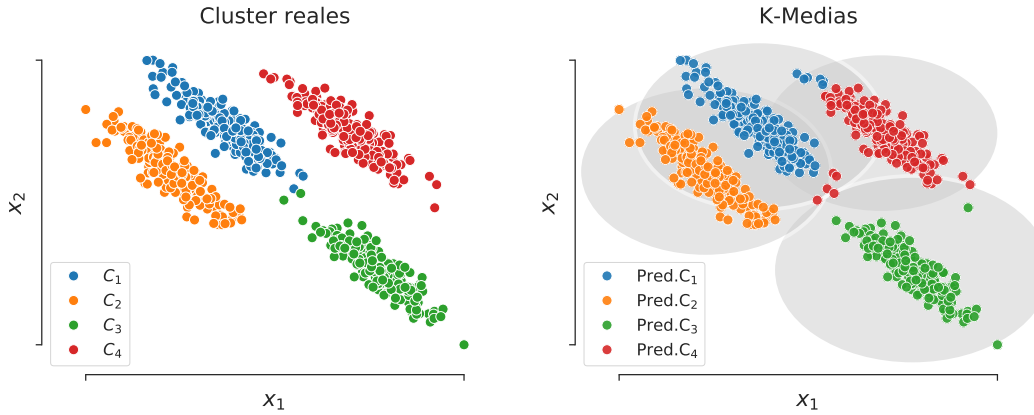 Cluster reales
x₂
C₁
C₂
C₃
C₄
x₁
K-Medias
x₂
Pred.C₁
Pred.C₂
Pred.C₃
Pred.C₄
x₁